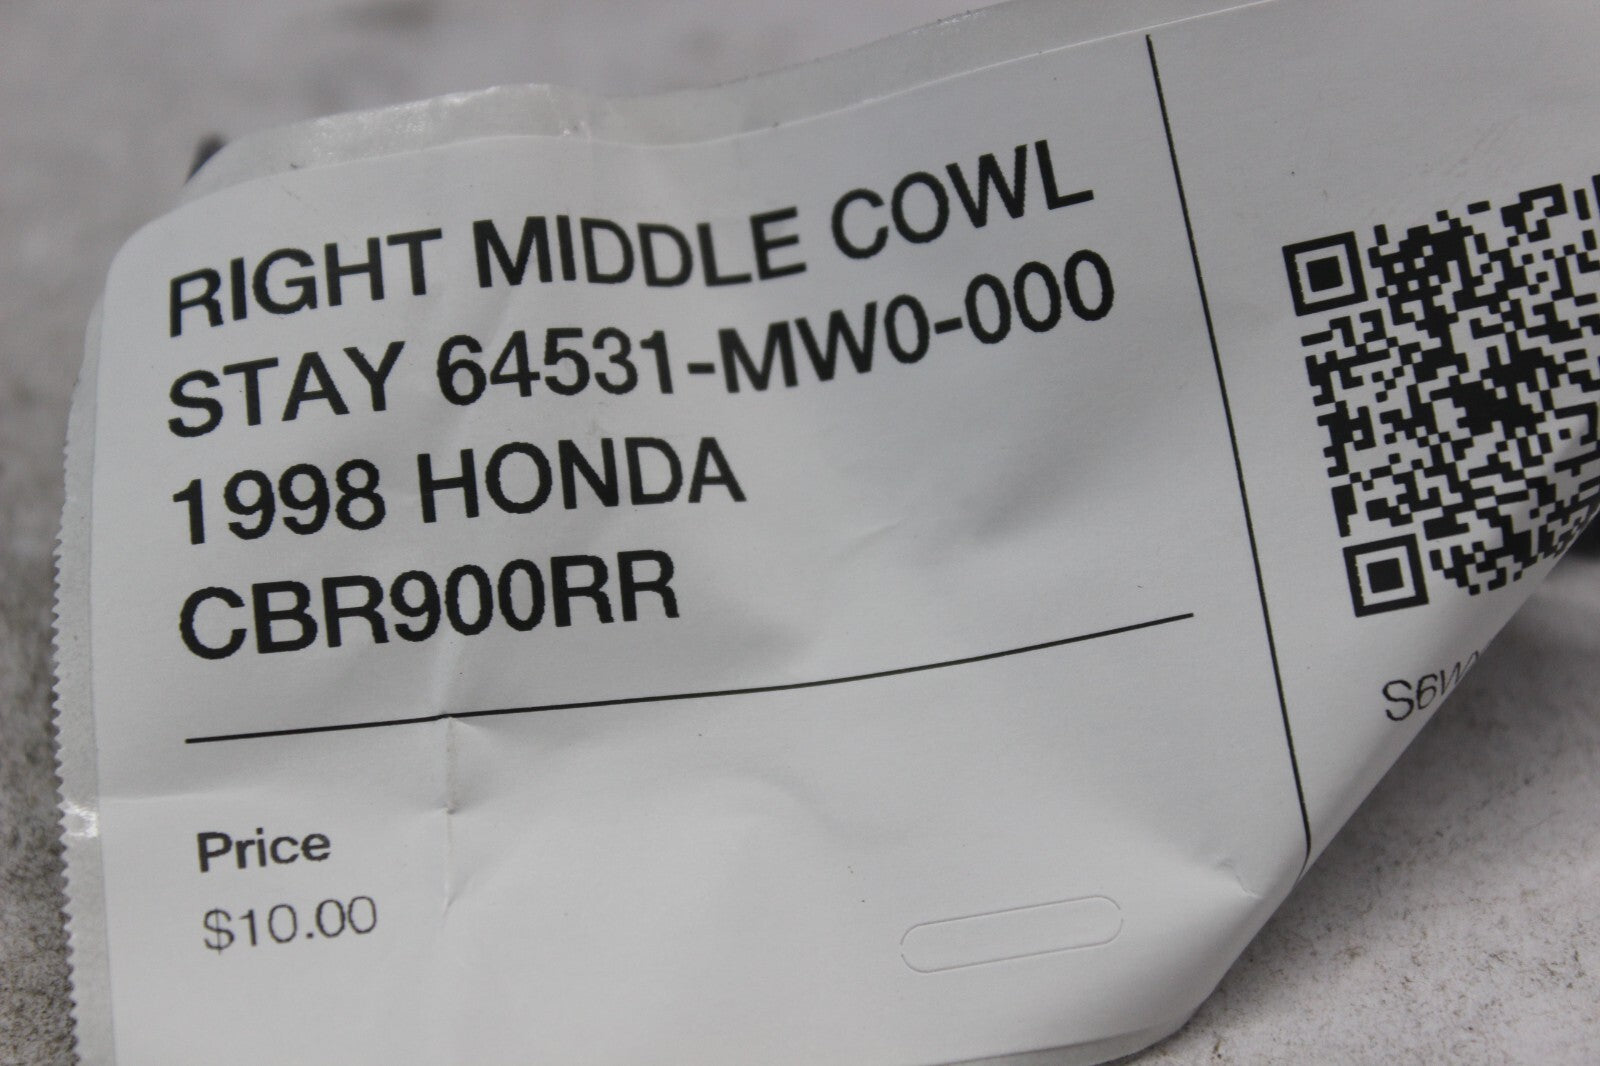 RIGHT MIDDLE COWL
STAY 64531-MW0-000
1998 HONDA
CBR900RR
Price
$10.00